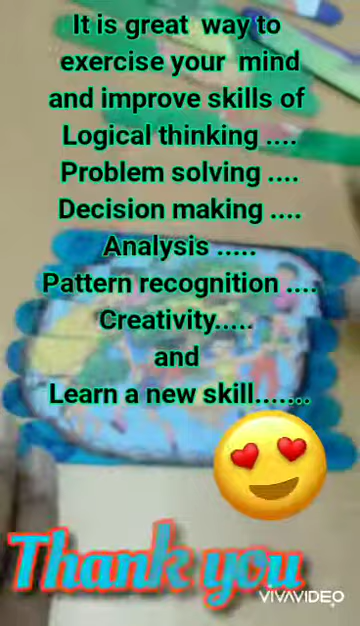 It is great way to
exercise your mind
and improve skills of
Logical thinking ....
Problem solving ....
Decision making ....
Analysis .....
Pattern recognition ....
Creativity.....
and
Learn a new skill.......
Thank you
VIVAVIDEO